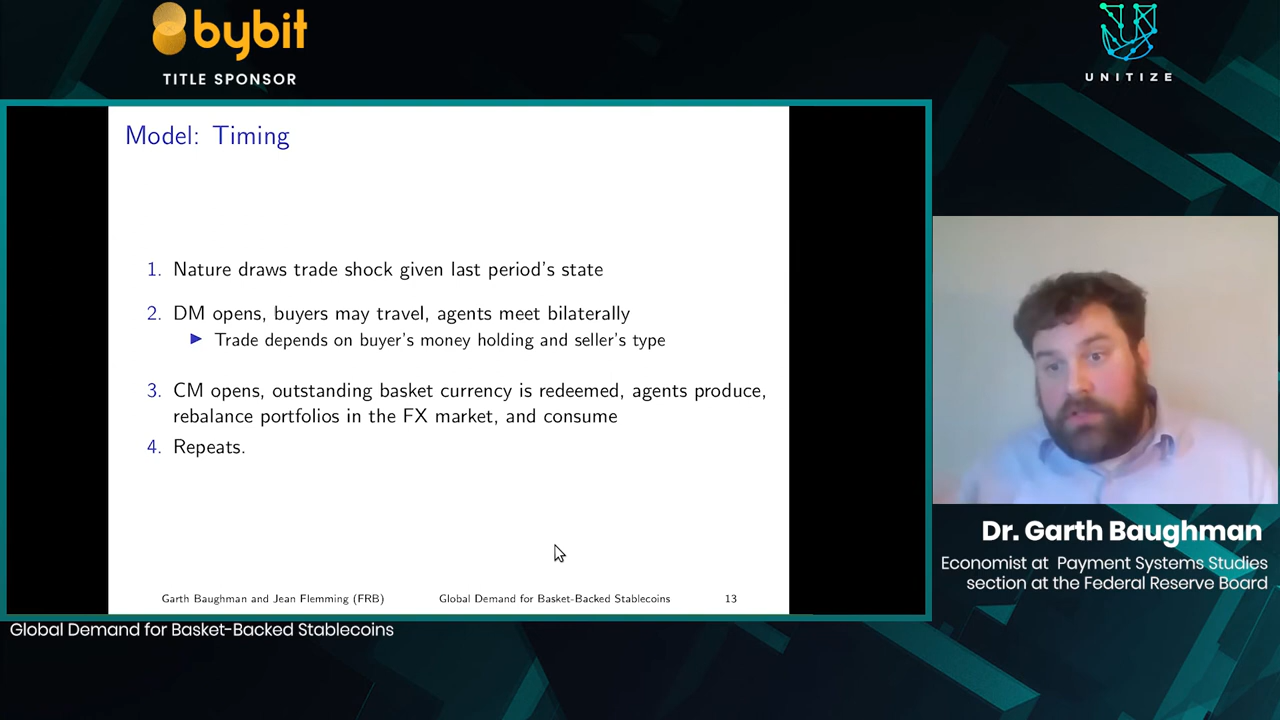 bybit
TITLE SPONSOR
UNITIZE
Model: Timing
1. Nature draws trade shock given last period's state
2. DM opens, buyers may travel, agents meet bilaterally
Trade depends on buyer's money holding and seller's type
3. CM opens, outstanding basket currency is redeemed, agents produce,
rebalance portfolios in the FX market, and consume
4. Repeats.
Garth Baughman and Jean Flemming (FRB) Global Demand for Basket-Backed Stablecoins 13
Dr. Garth Baughman
Economist at Payment Systems Studies
section at the Federal Reserve Board
Global Demand for Basket-Backed Stablecoins